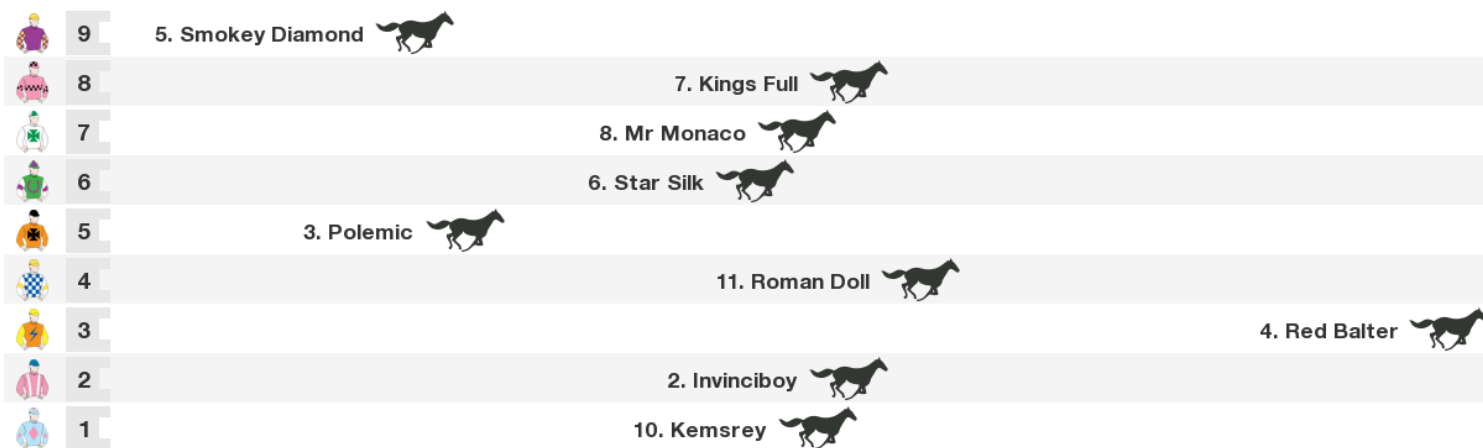 9 5. Smokey Diamond
8 7. Kings Full
7 8. Mr Monaco
6 6. Star Silk
5 3. Polemic
4 11. Roman Doll
3 4. Red Balter
2 2. Invinciboy
1 10. Kemsrey